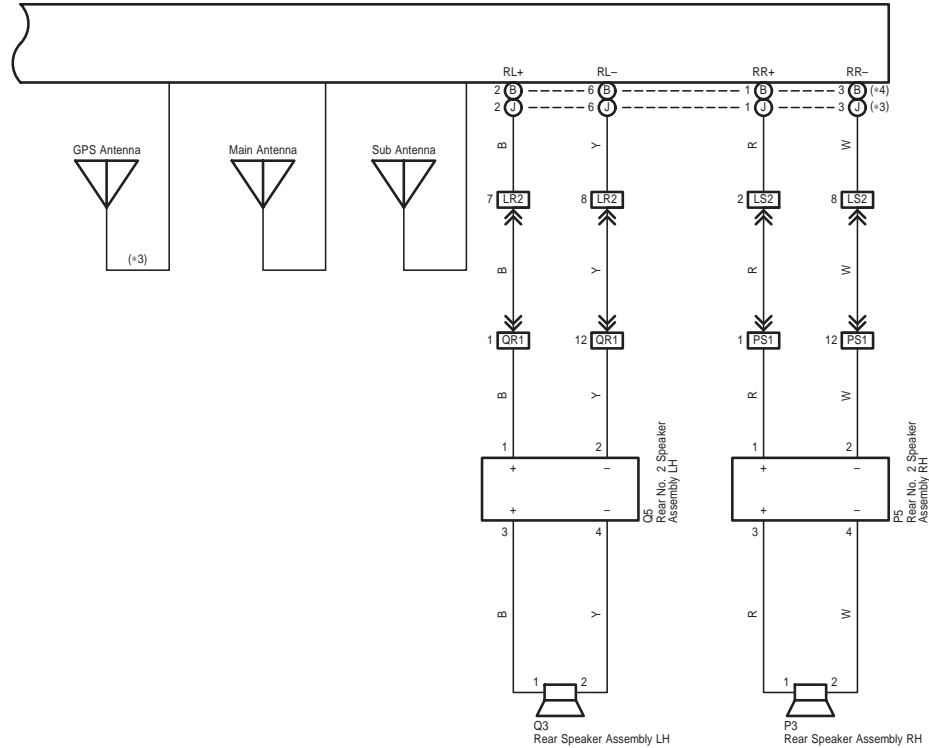 RL+ RL– RR+ RR–
2 B 6 B 1 B 3 B (*4)
2 J 6 J 1 J 3 J (*3)
GPS Antenna Main Antenna Sub Antenna
B Y R W
7 LR2 8 LR2 2 LS2 8 LS2
(*3)
B Y R W
1 QR1 12 QR1 1 PS1 12 PS1
B Y R W
1 2 1 2
+ – + –
+ – + –
Q5
Rear No. 2 Speaker
Assembly LH
P5
Rear No. 2 Speaker
Assembly RH
3 4 3 4
B Y R W
1 2 1 2
Q3
Rear Speaker Assembly LH
P3
Rear Speaker Assembly RH